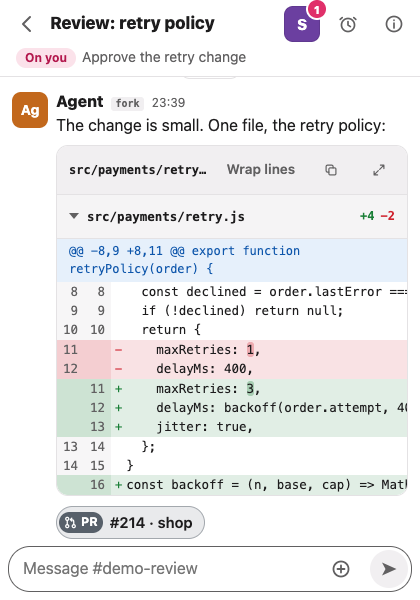 Review: retry policy
S
1
On you Approve the retry change
Ag
Agent fork 23:39
The change is small. One file, the retry policy:
src/payments/retry… Wrap lines
src/payments/retry.js +4 −2
@@ −8,9 +8,11 @@ export function
retryPolicy(order) {
8 8 const declined = order.lastError ===
9 9 if (!declined) return null;
10 10 return {
11 − maxRetries: 1,
12 − delayMs: 400,
11 + maxRetries: 3,
12 + delayMs: backoff(order.attempt, 40
13 + jitter: true,
13 14 };
14 15 }
16 + const backoff = (n, base, cap) => Mat
PR #214 · shop
Message #demo-review